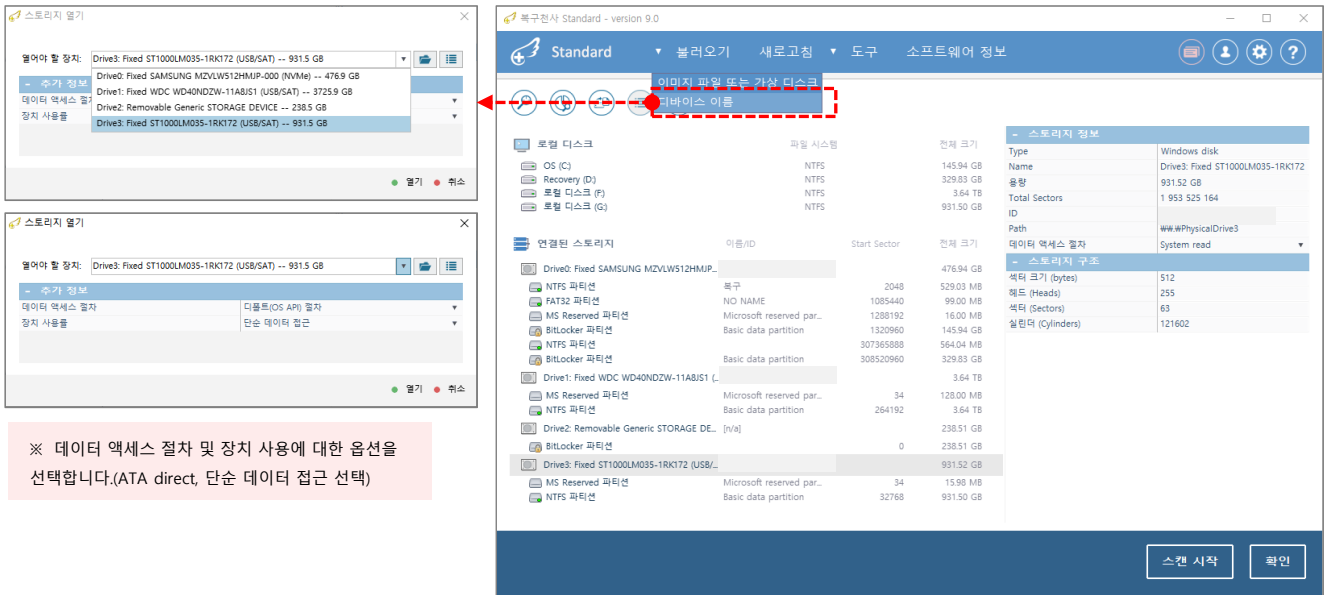 스토리지 열기
열어야 할 장치: Drive3: Fixed ST1000LM035-1RK172 (USB/SAT) -- 931.5 GB
Drive0: Fixed SAMSUNG MZVLW512HMJP-000 (NVMe) -- 476.9 GB
Drive1: Fixed WDC WD40NDZW-11A8JS1 (USB/SAT) -- 3725.9 GB
Drive2: Removable Generic STORAGE DEVICE -- 238.5 GB
Drive3: Fixed ST1000LM035-1RK172 (USB/SAT) -- 931.5 GB
- 추가 정보
데이터 액세스 절차
장치 사용률
열기 취소
스토리지 열기
열어야 할 장치: Drive3: Fixed ST1000LM035-1RK172 (USB/SAT) -- 931.5 GB
- 추가 정보
데이터 액세스 절차 디폴트(OS API) 절차
장치 사용률 단순 데이터 접근
열기 취소
※ 데이터 액세스 절차 및 장치 사용에 대한 옵션을
선택합니다.(ATA direct, 단순 데이터 접근 선택)
복구천사 Standard - version 9.0
Standard 불러오기 새로고침 도구 소프트웨어 정보
이미지 파일 또는 가상 디스크
디바이스 이름
로컬 디스크 파일 시스템 전체 크기
OS (C:) NTFS 145.94 GB
Recovery (D:) NTFS 329.83 GB
로컬 디스크 (F:) NTFS 3.64 TB
로컬 디스크 (G:) NTFS 931.50 GB
연결된 스토리지 이름/ID Start Sector 전체 크기
Drive0: Fixed SAMSUNG MZVLW512HMJP... 476.94 GB
NTFS 파티션 복구 2048 529.03 MB
FAT32 파티션 NO NAME 1085440 99.00 MB
MS Reserved 파티션 Microsoft reserved par... 1288192 16.00 MB
BitLocker 파티션 Basic data partition 1320960 145.94 GB
NTFS 파티션 307365888 564.04 MB
BitLocker 파티션 Basic data partition 308520960 329.83 GB
Drive1: Fixed WDC WD40NDZW-11A8JS1 (... 3.64 TB
MS Reserved 파티션 Microsoft reserved par... 34 128.00 MB
NTFS 파티션 Basic data partition 264192 3.64 TB
Drive2: Removable Generic STORAGE DE... [n/a] 238.51 GB
BitLocker 파티션 0 238.51 GB
Drive3: Fixed ST1000LM035-1RK172 (USB/... 931.52 GB
MS Reserved 파티션 Microsoft reserved par... 34 15.98 MB
NTFS 파티션 Basic data partition 32768 931.50 GB
- 스토리지 정보
Type Windows disk
Name Drive3: Fixed ST1000LM035-1RK172
용량 931.52 GB
Total Sectors 1 953 525 164
ID
Path ₩₩.₩PhysicalDrive3
데이터 액세스 절차 System read
- 스토리지 구조
섹터 크기 (bytes) 512
헤드 (Heads) 255
섹터 (Sectors) 63
실린더 (Cylinders) 121602
스캔 시작 확인